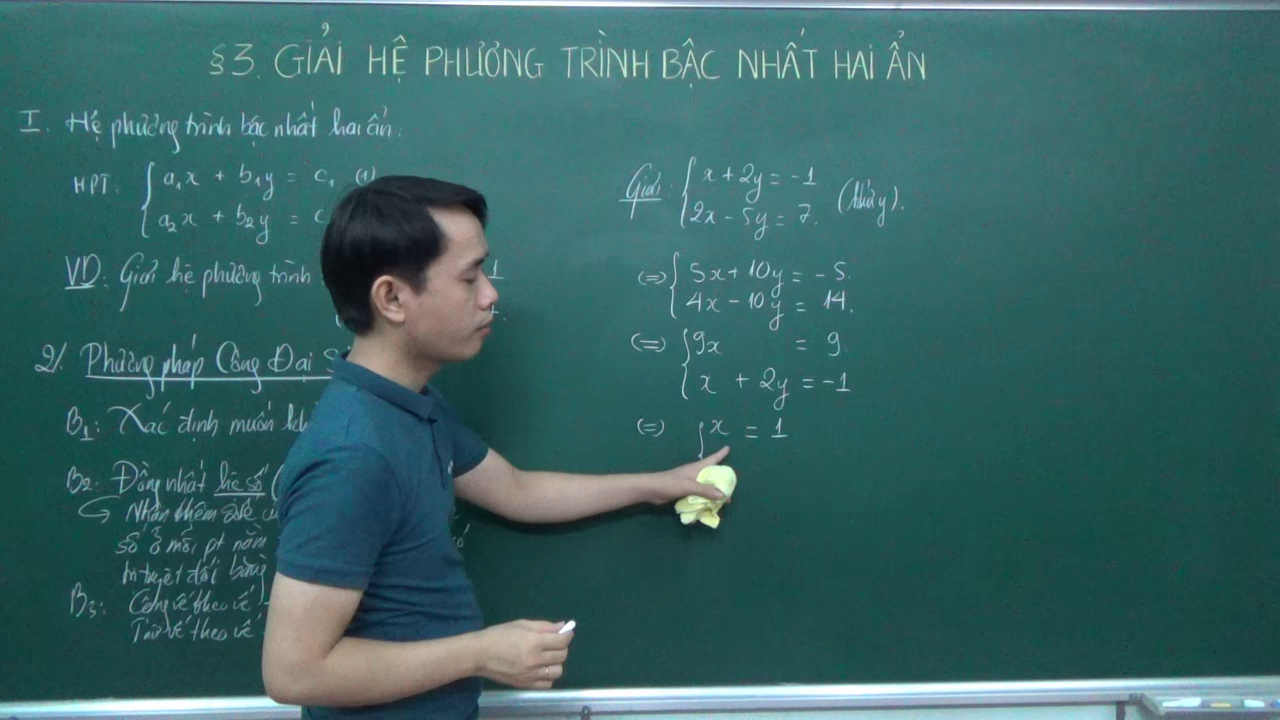 §3. GIẢI HỆ PHƯƠNG TRÌNH BẬC NHẤT HAI ẨN
I. Hệ phương trình bậc nhất hai ẩn:
HPT: { a₁x + b₁y = c₁ (1)
a₂x + b₂y = c
VD: Giải hệ phương trình
1
2/ Phương pháp Cộng Đại S
B₁: Xác định muốn
B₂: Đồng nhất hệ số (
↳ Nhân thêm
số ở mỗi pt nằm
trị tuyệt đối bằng
B₃: Cộng vế theo vế
Trừ vế theo vế
Giải: { x + 2y = -1
2x - 5y = 7. (khử y).
⇔ { 5x + 10y = -5.
4x - 10y = 14.
⇔ { 9x = 9
x + 2y = -1
⇔ { x = 1